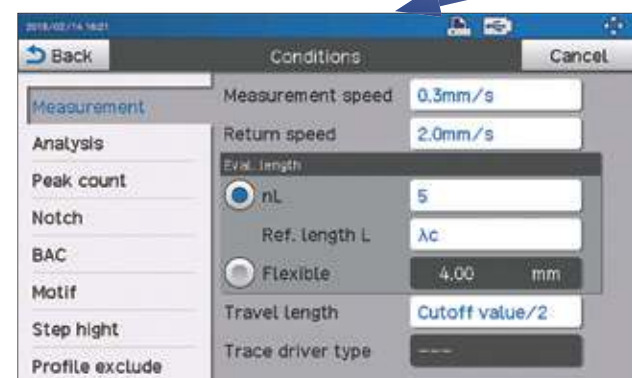 2018/02/14 1621
Back Conditions Cancel
Measurement
Analysis
Peak count
Notch
BAC
Motif
Step hight
Profile exclude
Measurement speed 0.3mm/s
Return speed 2.0mm/s
Eval. length
nL 5
Ref. length L λc
Flexible 4.00 mm
Travel length Cutoff value/2
Trace driver type ---